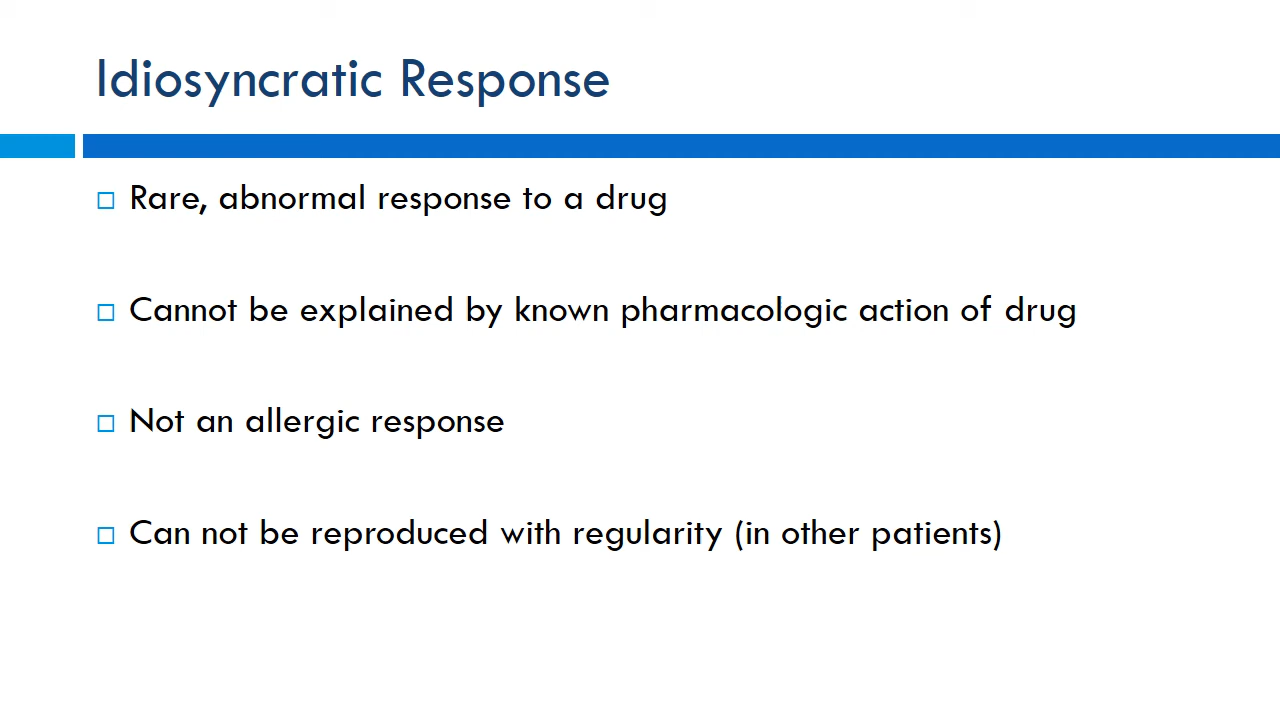 Idiosyncratic Response
Rare, abnormal response to a drug
Cannot be explained by known pharmacologic action of drug
Not an allergic response
Can not be reproduced with regularity (in other patients)